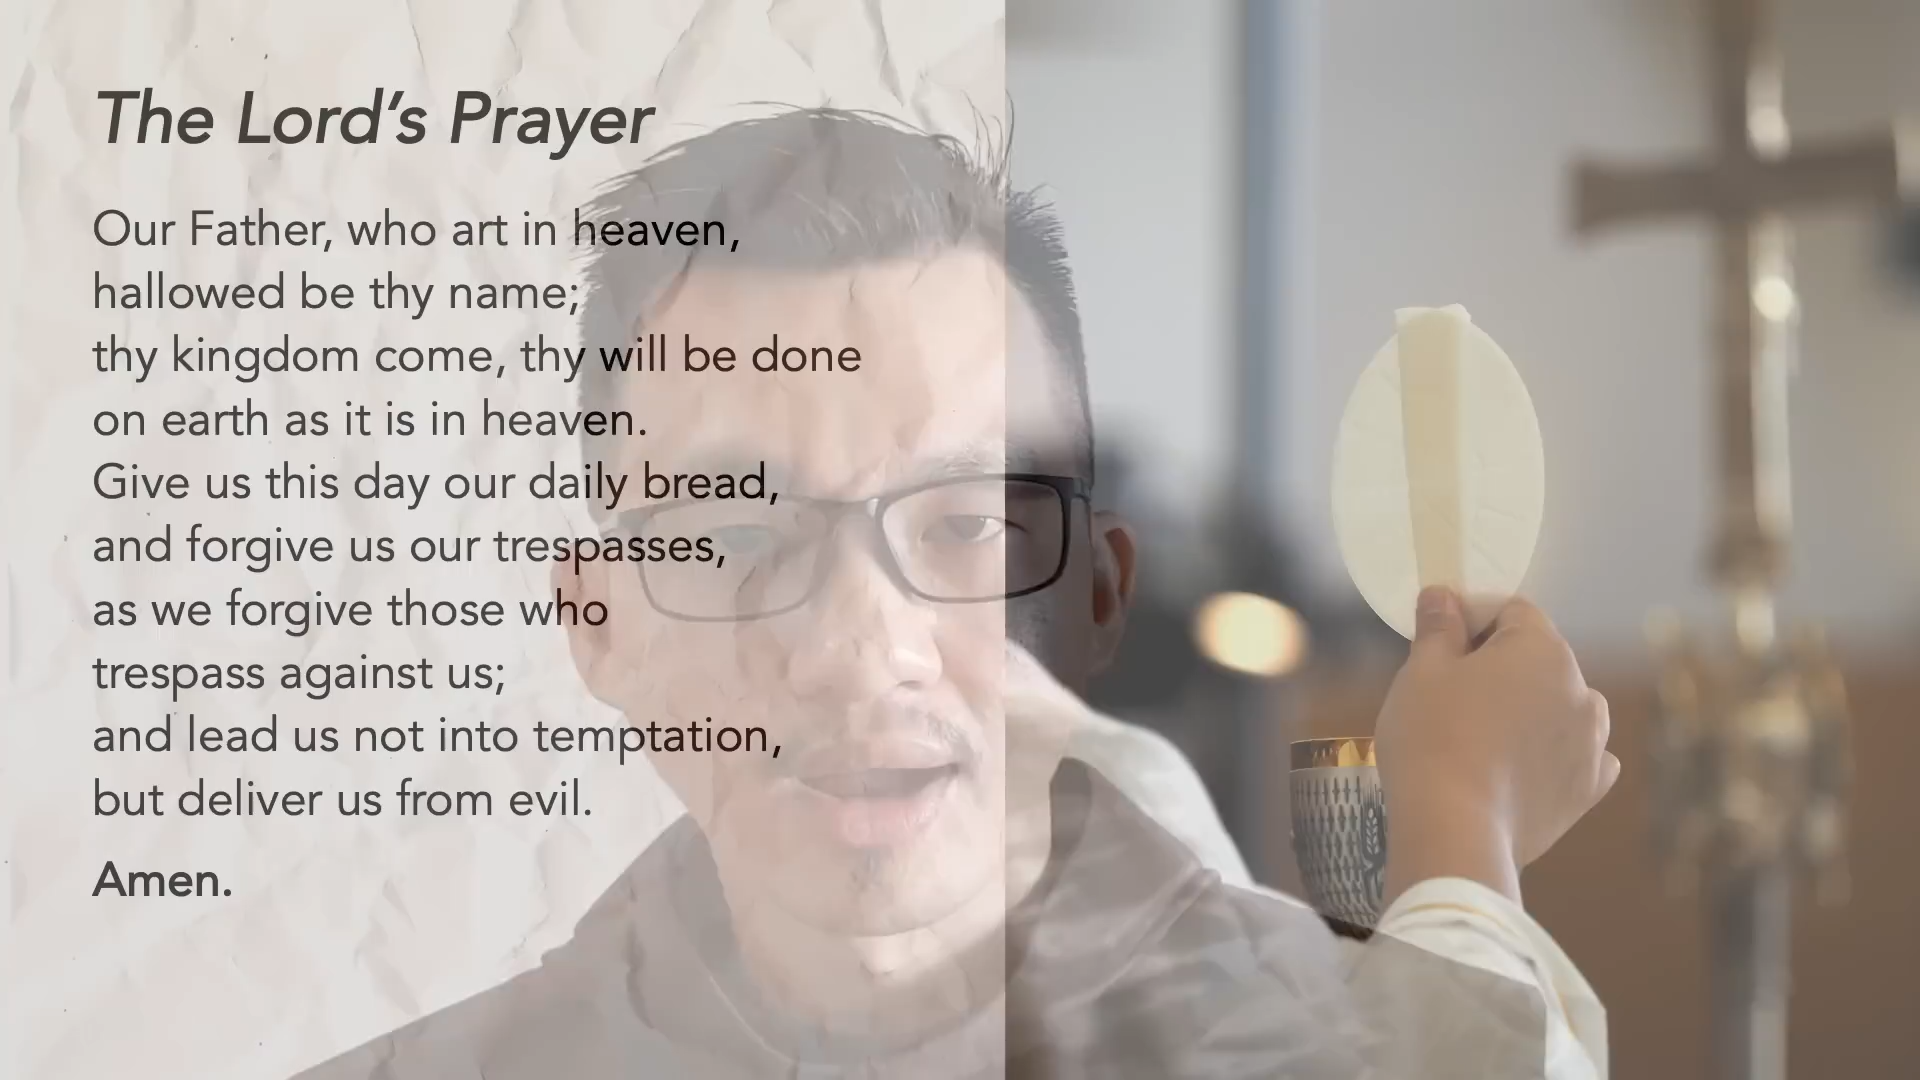 The Lord’s Prayer
Our Father, who art in heaven,
hallowed be thy name;
thy kingdom come, thy will be done
on earth as it is in heaven.
Give us this day our daily bread,
and forgive us our trespasses,
as we forgive those who
trespass against us;
and lead us not into temptation,
but deliver us from evil.
Amen.